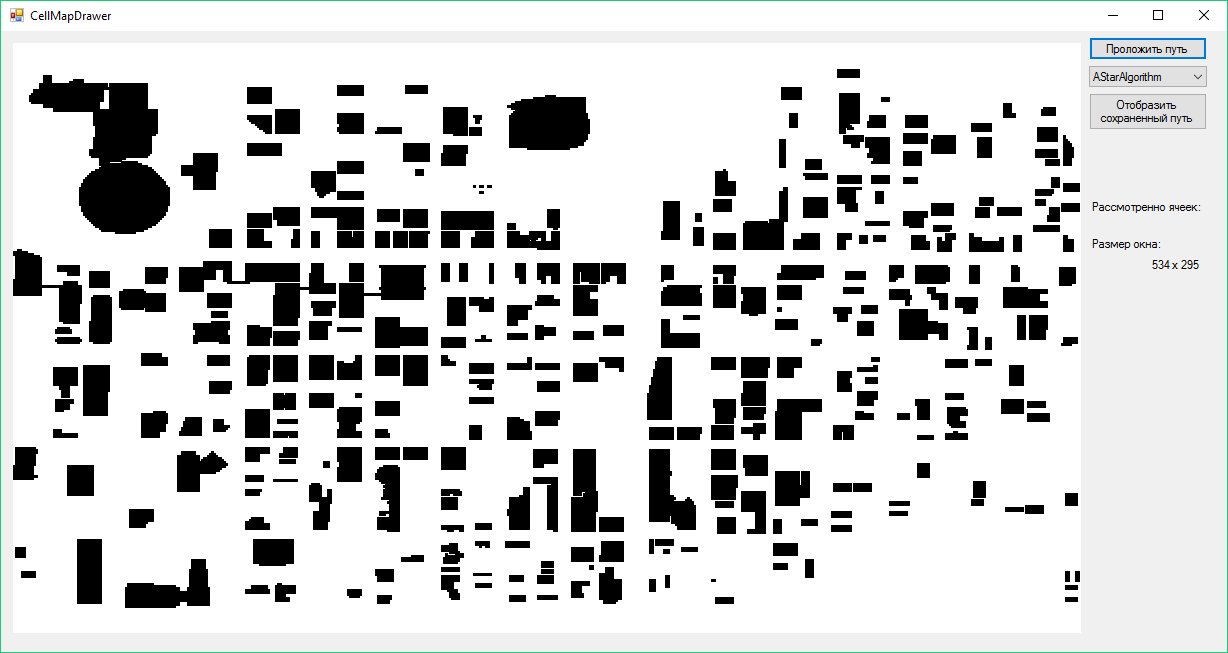 CellMapDrawer
Проложить путь
AStarAlgorithm
Отобразить
сохраненный путь
Рассмотренно ячеек:
Размер окна:
534 x 295